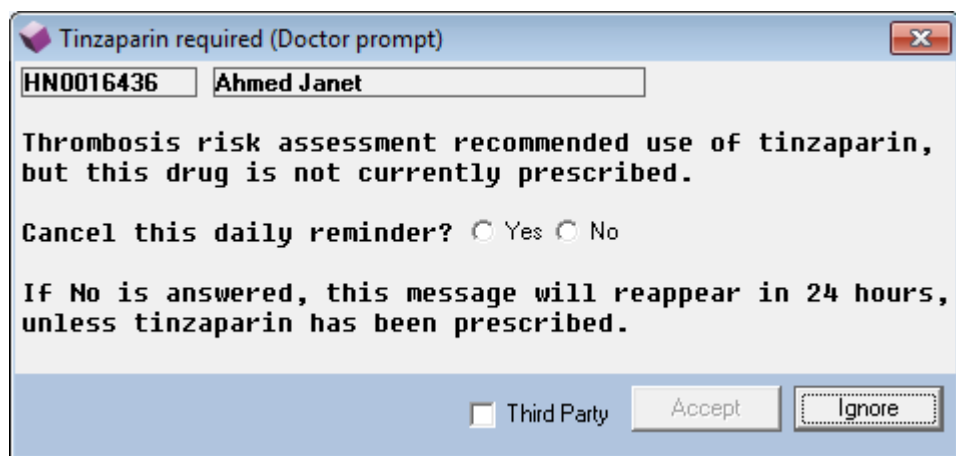 Tinzaparin required (Doctor prompt)
HN0016436 Ahmed Janet
Thrombosis risk assessment recommended use of tinzaparin,
but this drug is not currently prescribed.
Cancel this daily reminder? Yes No
If No is answered, this message will reappear in 24 hours,
unless tinzaparin has been prescribed.
Third Party Accept Ignore